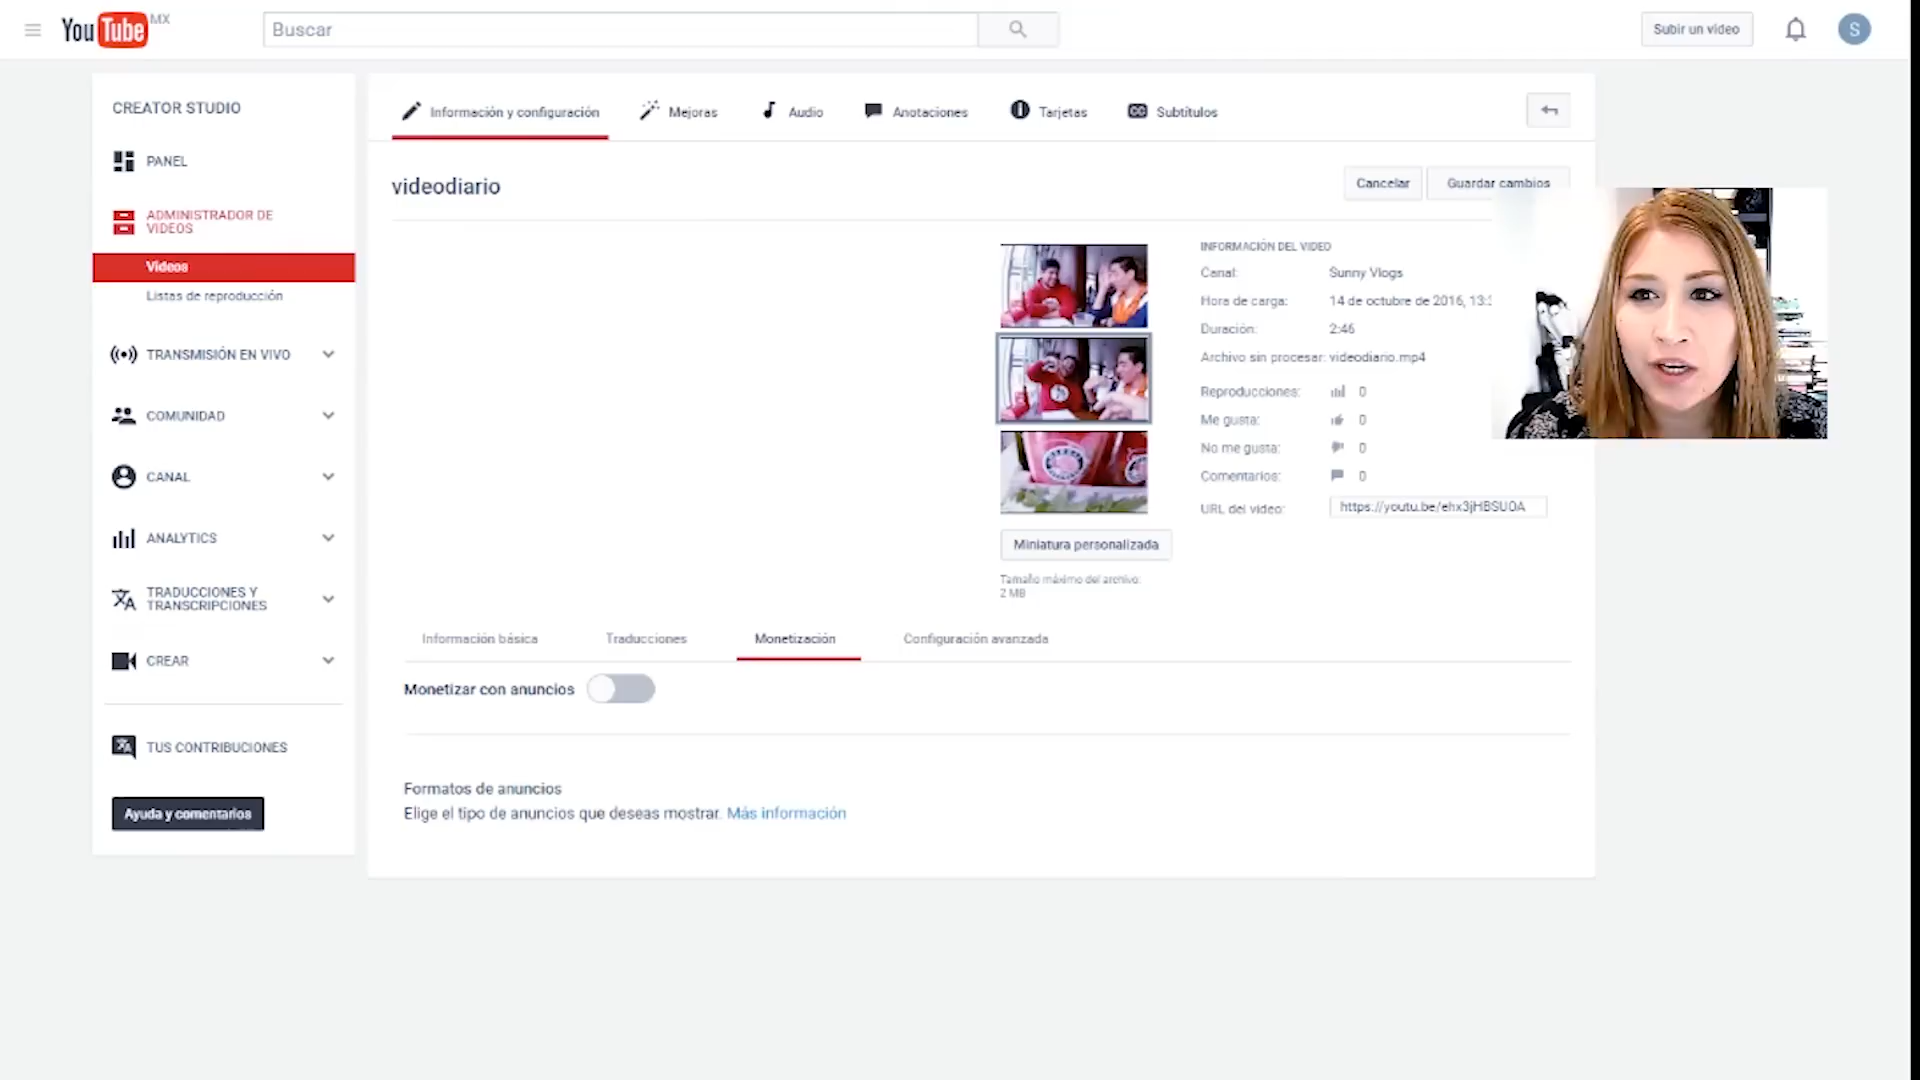 YouTube MX
Buscar
Subir un video
S
CREATOR STUDIO
PANEL
ADMINISTRADOR DE
VIDEOS
Videos
Listas de reproducción
TRANSMISIÓN EN VIVO
COMUNIDAD
CANAL
ANALYTICS
TRADUCCIONES Y
TRANSCRIPCIONES
CREAR
TUS CONTRIBUCIONES
Ayuda y comentarios
Información y configuración
Mejoras
Audio
Anotaciones
Tarjetas
Subtítulos
videodiario
Cancelar
Guardar cambios
INFORMACIÓN DEL VIDEO
Canal: Sunny Vlogs
Hora de carga: 14 de octubre de 2016, 13:
Duración: 2:46
Archivo sin procesar: videodiario.mp4
Reproducciones: 0
Me gusta: 0
No me gusta: 0
Comentarios: 0
URL del video: https://youtu.be/ehx3jHBSUOA
Miniatura personalizada
Tamaño máximo del archivo:
2 MB
Información básica
Traducciones
Monetización
Configuración avanzada
Monetizar con anuncios
Formatos de anuncios
Elige el tipo de anuncios que deseas mostrar. Más información